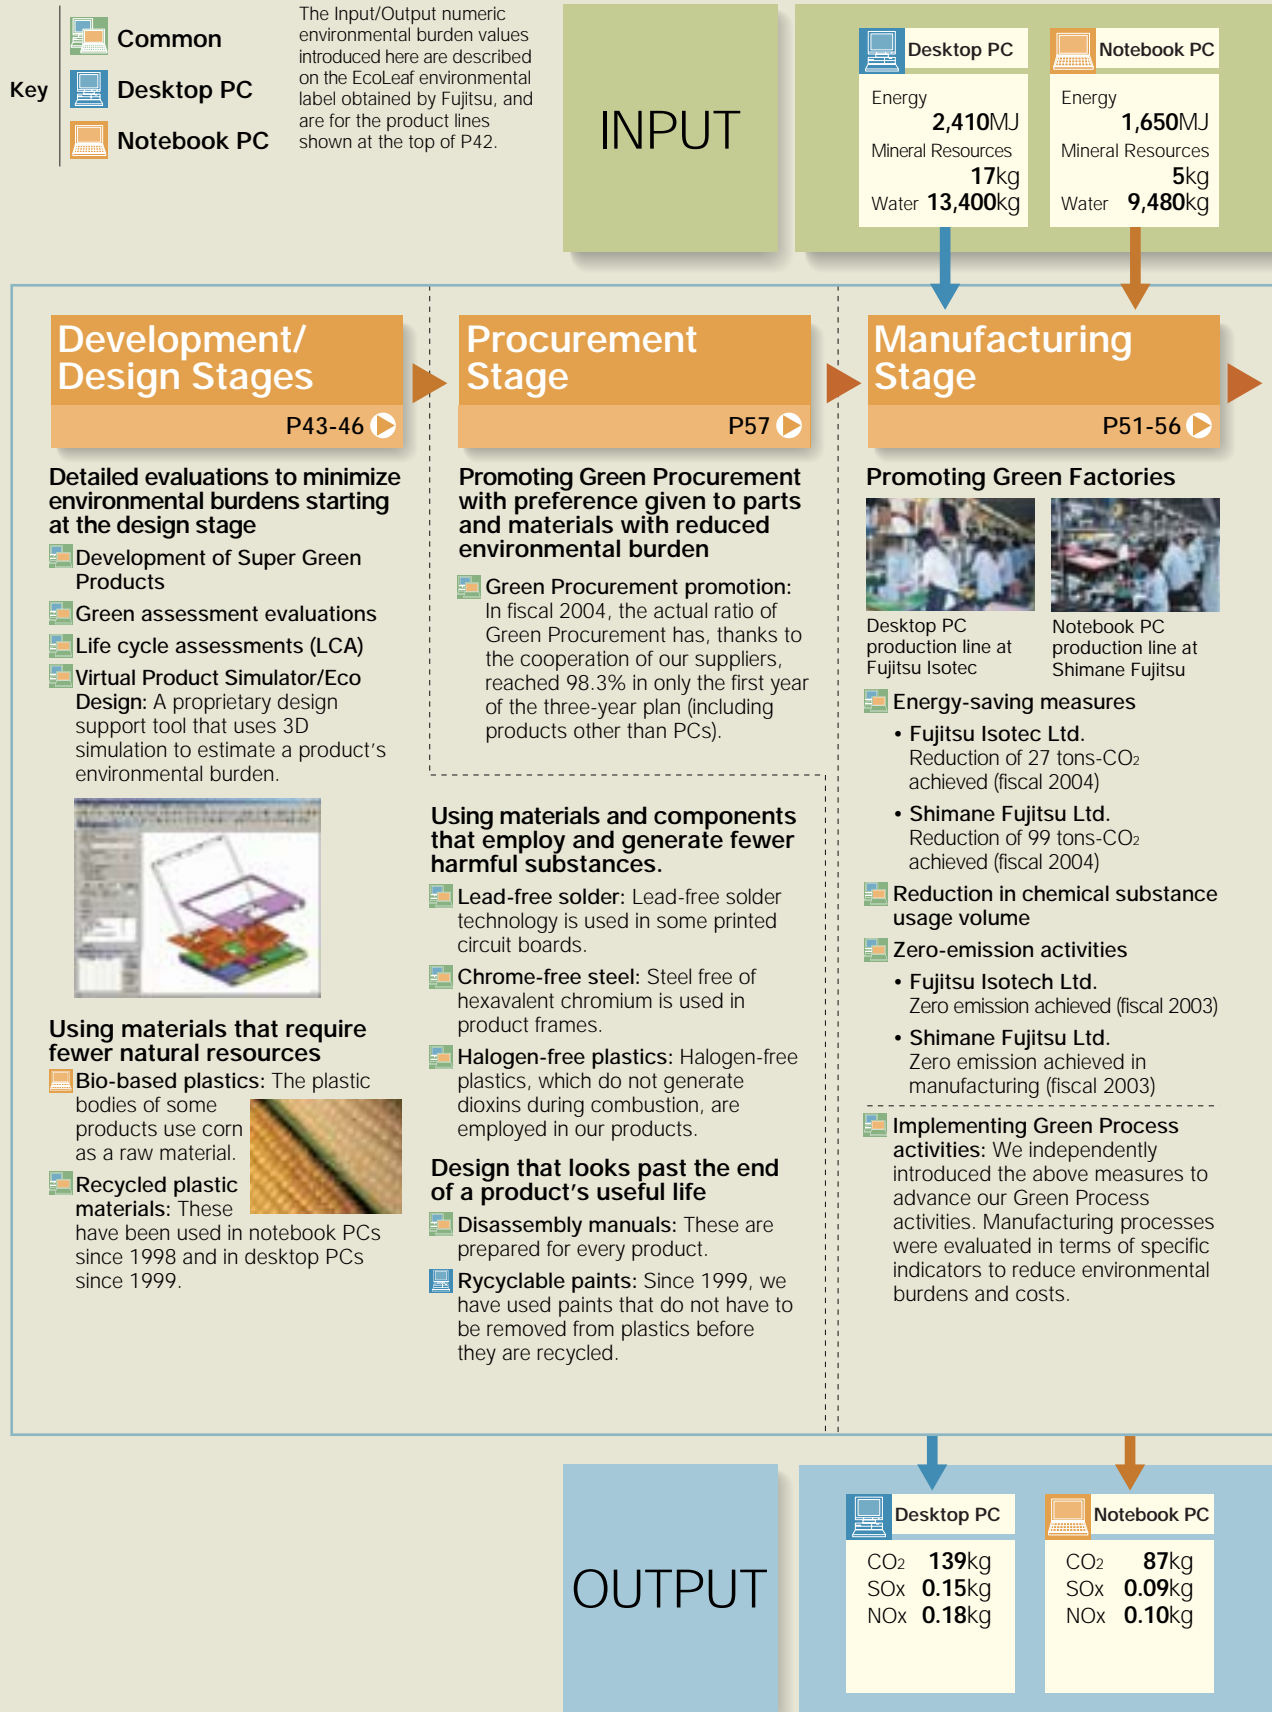 Key
Common
Desktop PC
Notebook PC
The Input/Output numeric
environmental burden values
introduced here are described
on the EcoLeaf environmental
label obtained by Fujitsu, and
are for the product lines
shown at the top of P42.
INPUT
Desktop PC
Energy
2,410MJ
Mineral Resources
17kg
Water 13,400kg
Notebook PC
Energy
1,650MJ
Mineral Resources
5kg
Water 9,480kg
Development/
Design Stages
P43-46
Detailed evaluations to minimize
environmental burdens starting
at the design stage
Development of Super Green
Products
Green assessment evaluations
Life cycle assessments (LCA)
Virtual Product Simulator/Eco
Design: A proprietary design
support tool that uses 3D
simulation to estimate a product's
environmental burden.
Using materials that require
fewer natural resources
Bio-based plastics: The plastic
bodies of some
products use corn
as a raw material.
Recycled plastic
materials: These
have been used in notebook PCs
since 1998 and in desktop PCs
since 1999.
Procurement
Stage
P57
Promoting Green Procurement
with preference given to parts
and materials with reduced
environmental burden
Green Procurement promotion:
In fiscal 2004, the actual ratio of
Green Procurement has, thanks to
the cooperation of our suppliers,
reached 98.3% in only the first year
of the three-year plan (including
products other than PCs).
Using materials and components
that employ and generate fewer
harmful substances.
Lead-free solder: Lead-free solder
technology is used in some printed
circuit boards.
Chrome-free steel: Steel free of
hexavalent chromium is used in
product frames.
Halogen-free plastics: Halogen-free
plastics, which do not generate
dioxins during combustion, are
employed in our products.
Design that looks past the end
of a product's useful life
Disassembly manuals: These are
prepared for every product.
Rycyclable paints: Since 1999, we
have used paints that do not have to
be removed from plastics before
they are recycled.
Manufacturing
Stage
P51-56
Promoting Green Factories
Desktop PC
production line at
Fujitsu Isotec
Notebook PC
production line at
Shimane Fujitsu
Energy-saving measures
• Fujitsu Isotec Ltd.
Reduction of 27 tons-CO2
achieved (fiscal 2004)
• Shimane Fujitsu Ltd.
Reduction of 99 tons-CO2
achieved (fiscal 2004)
Reduction in chemical substance
usage volume
Zero-emission activities
• Fujitsu Isotech Ltd.
Zero emission achieved (fiscal 2003)
• Shimane Fujitsu Ltd.
Zero emission achieved in
manufacturing (fiscal 2003)
Implementing Green Process
activities: We independently
introduced the above measures to
advance our Green Process
activities. Manufacturing processes
were evaluated in terms of specific
indicators to reduce environmental
burdens and costs.
OUTPUT
Desktop PC
CO2 139kg
SOx 0.15kg
NOx 0.18kg
Notebook PC
CO2 87kg
SOx 0.09kg
NOx 0.10kg